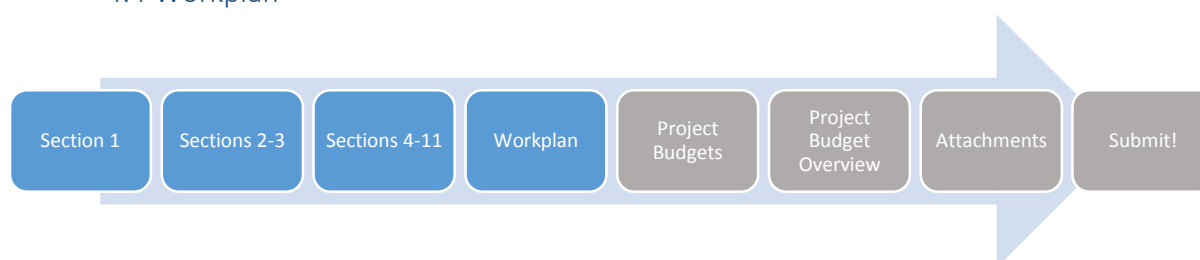 Workplan
Section 1
Sections 2-3
Sections 4-11
Workplan
Project
Budgets
Project
Budget
Overview
Attachments
Submit!